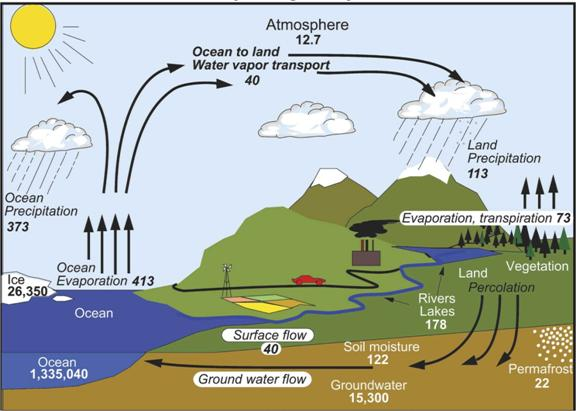 Atmosphere
12.7
Ocean to land
Water vapor transport
40
Land
Precipitation
113
Ocean
Precipitation
373
Evaporation, transpiration 73
Ocean
Evaporation 413
Ice
26,350
Ocean
Vegetation
Land
Percolation
Rivers
Lakes
178
Surface flow
40
Soil moisture
122
Ocean
1,335,040
Ground water flow
Permafrost
22
Groundwater
15,300